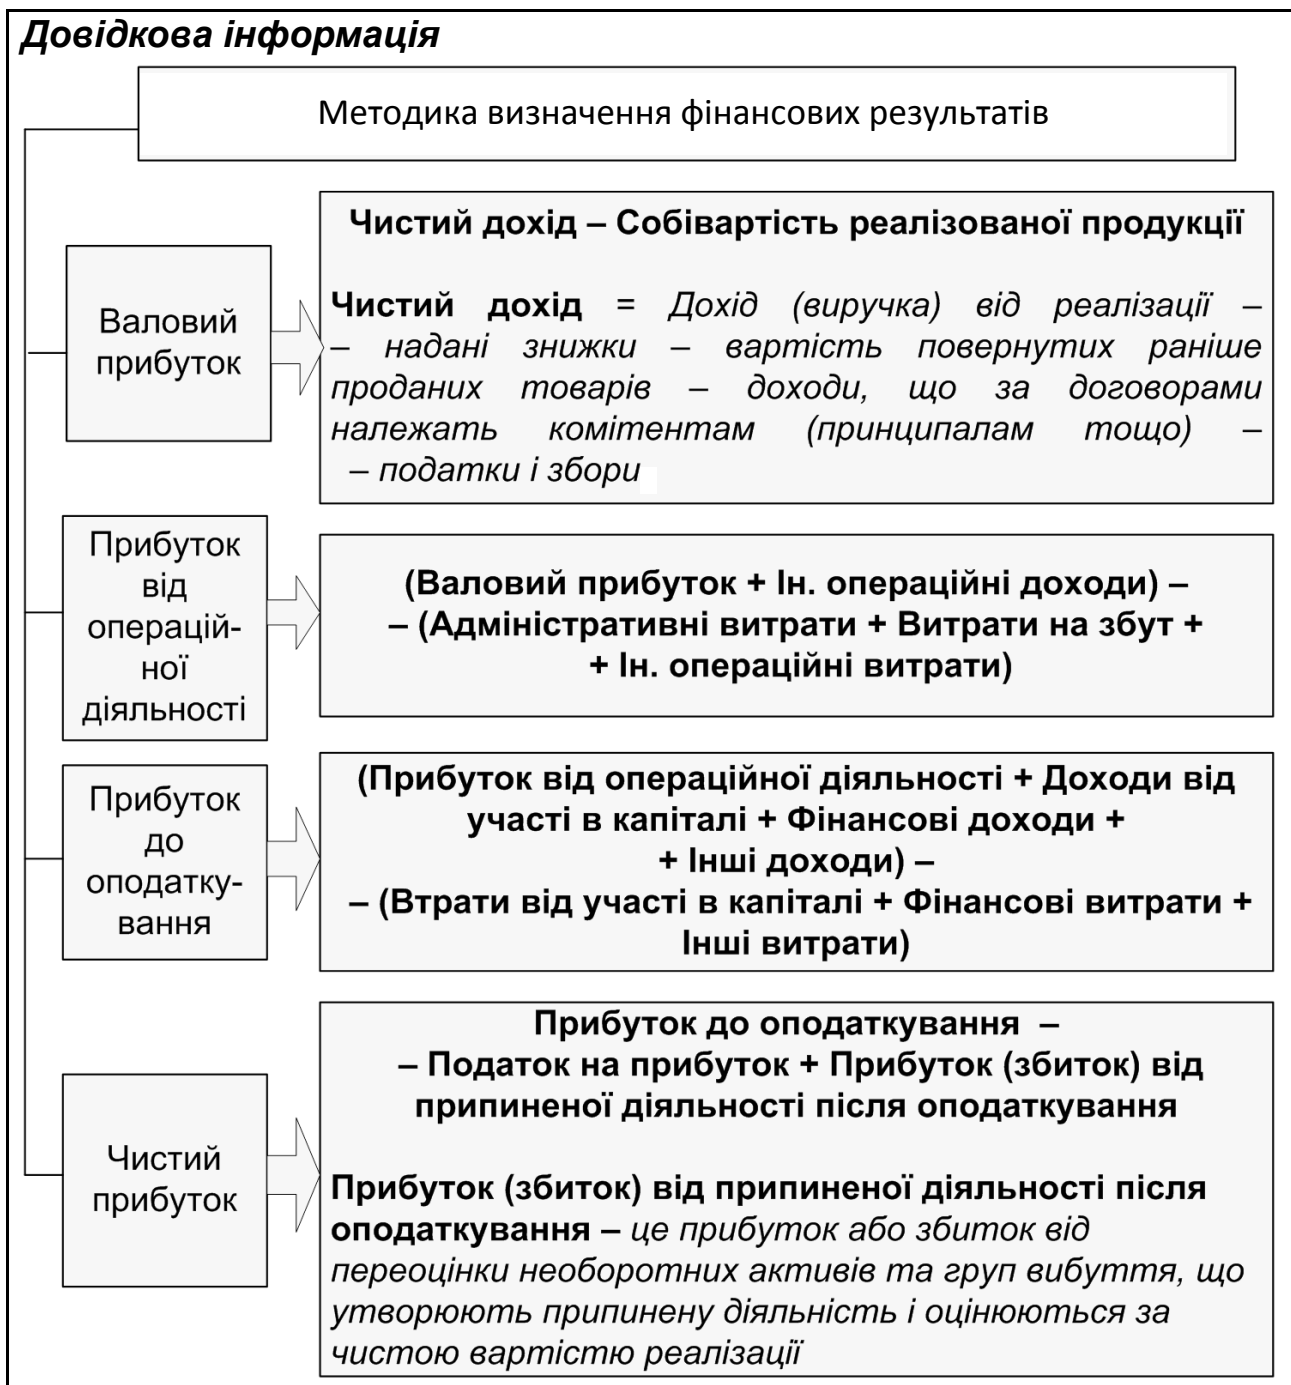 Довідкова інформація
Методика визначення фінансових результатів
Валовий
прибуток
Чистий дохід – Собівартість реалізованої продукції
Чистий дохід = Дохід (виручка) від реалізації –
– надані знижки – вартість повернутих раніше
проданих товарів – доходи, що за договорами
належать комітентам (принципалам тощо) –
– податки і збори
Прибуток
від
операцій-
ної
діяльності
(Валовий прибуток + Ін. операційні доходи) –
– (Адміністративні витрати + Витрати на збут +
+ Ін. операційні витрати)
Прибуток
до
оподатку-
вання
(Прибуток від операційної діяльності + Доходи від
участі в капіталі + Фінансові доходи +
+ Інші доходи) –
– (Втрати від участі в капіталі + Фінансові витрати +
Інші витрати)
Чистий
прибуток
Прибуток до оподаткування –
– Податок на прибуток + Прибуток (збиток) від
припиненої діяльності після оподаткування
Прибуток (збиток) від припиненої діяльності після
оподаткування – це прибуток або збиток від
переоцінки необоротних активів та груп вибуття, що
утворюють припинену діяльність і оцінюються за
чистою вартістю реалізації